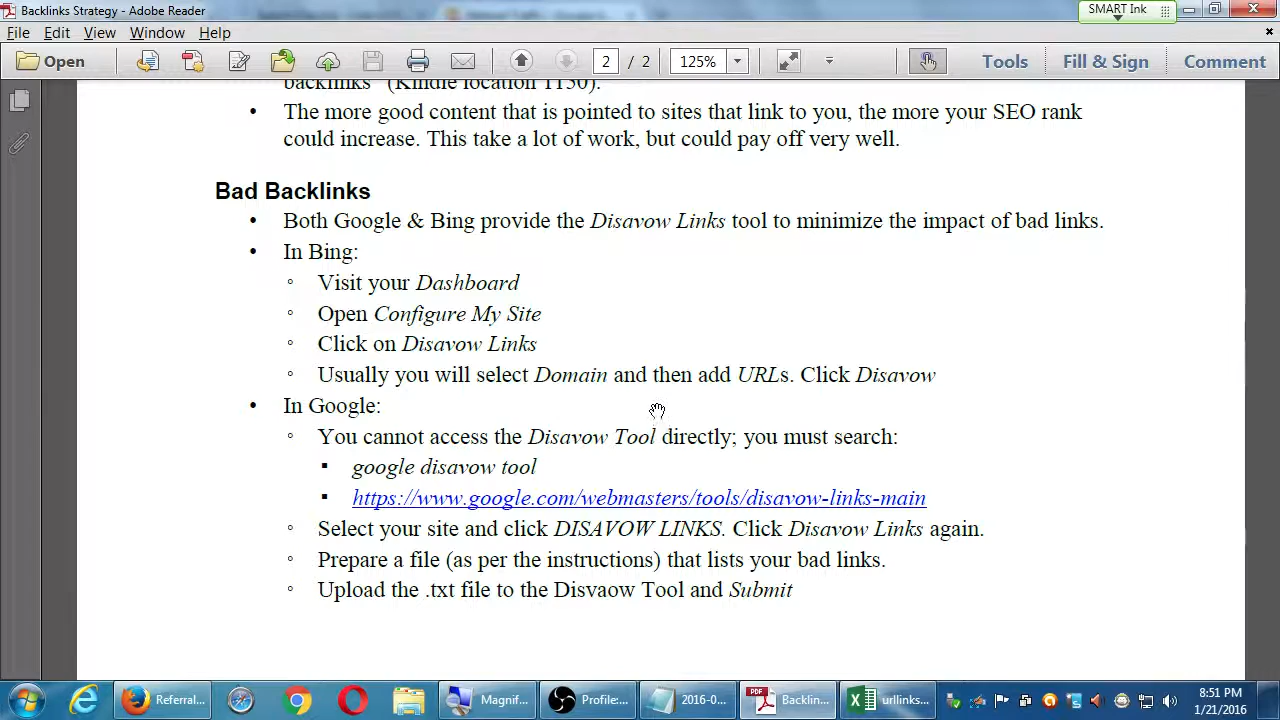 Backlinks Strategy - Adobe Reader
SMART Ink
File Edit View Window Help
Open 2 / 2 125% Tools Fill & Sign Comment
backlinks" (Kindle location 1150).
• The more good content that is pointed to sites that link to you, the more your SEO rank
could increase. This take a lot of work, but could pay off very well.
Bad Backlinks
• Both Google & Bing provide the Disavow Links tool to minimize the impact of bad links.
• In Bing:
◦ Visit your Dashboard
◦ Open Configure My Site
◦ Click on Disavow Links
◦ Usually you will select Domain and then add URLs. Click Disavow
• In Google:
◦ You cannot access the Disavow Tool directly; you must search:
▪ google disavow tool
▪ https://www.google.com/webmasters/tools/disavow-links-main
◦ Select your site and click DISAVOW LINKS. Click Disavow Links again.
◦ Prepare a file (as per the instructions) that lists your bad links.
◦ Upload the .txt file to the Disvaow Tool and Submit
Referral... Magnif... Profile:... 2016-0... Backlin... urllinks... 8:51 PM
1/21/2016